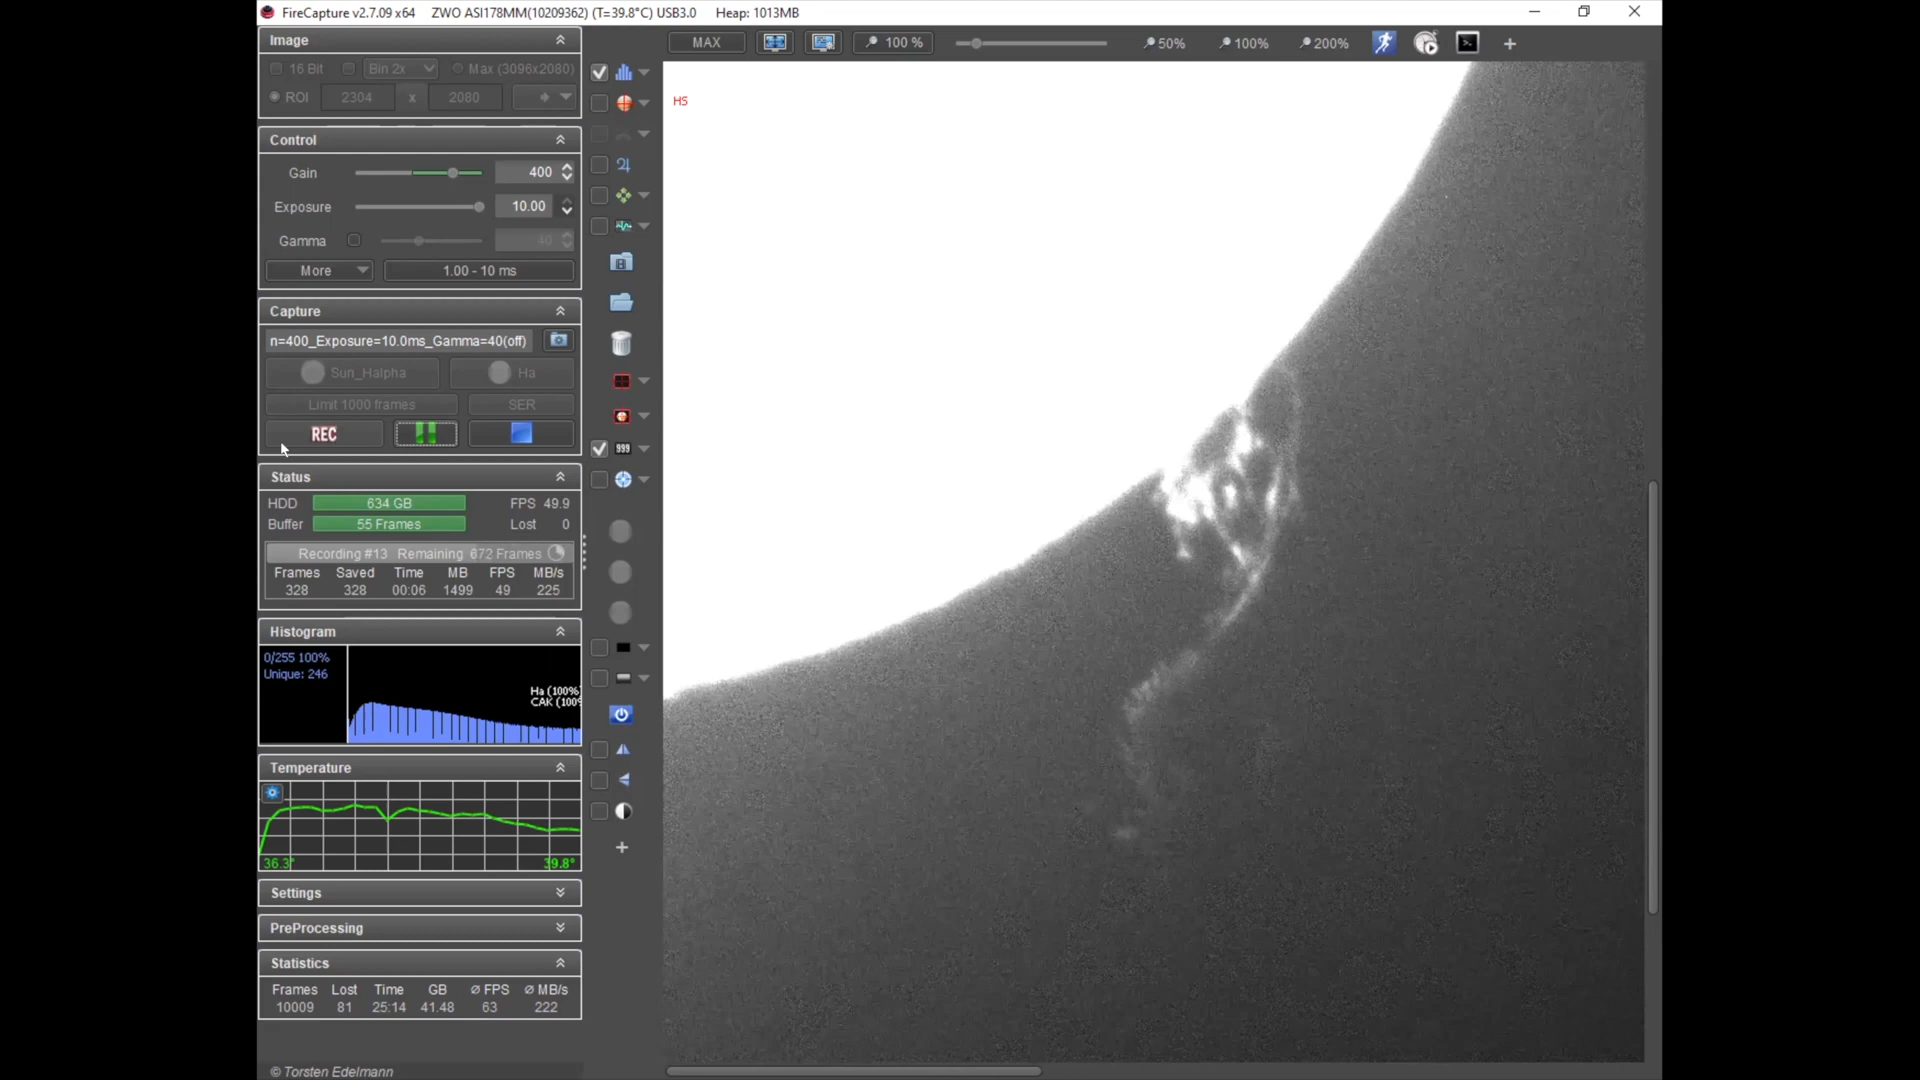 FireCapture v2.7.09 x64 ZWO ASI178MM(10209362) (T=39.8°C) USB3.0 Heap: 1013MB
Image
MAX
100 %
50%
100%
200%
16 Bit
Bin 2x
Max (3096x2080)
ROI
2304
x
2080
H5
Control
Gain
400
Exposure
10.00
Gamma
40
More
1.00 - 10 ms
Capture
n=400_Exposure=10.0ms_Gamma=40(off)
Sun_Halpha
Ha
Limit 1000 frames
SER
REC
999
Status
HDD 634 GB FPS 49.9
Buffer 55 Frames Lost 0
Recording #13 Remaining 672 Frames
Frames Saved Time MB FPS MB/s
328 328 00:06 1499 49 225
Histogram
0/255 100%
Unique: 246
Ha (100%
CAK (100%
Temperature
36.3°
39.8°
Settings
PreProcessing
Statistics
Frames Lost Time GB ∅ FPS ∅ MB/s
10009 81 25:14 41.48 63 222
© Torsten Edelmann